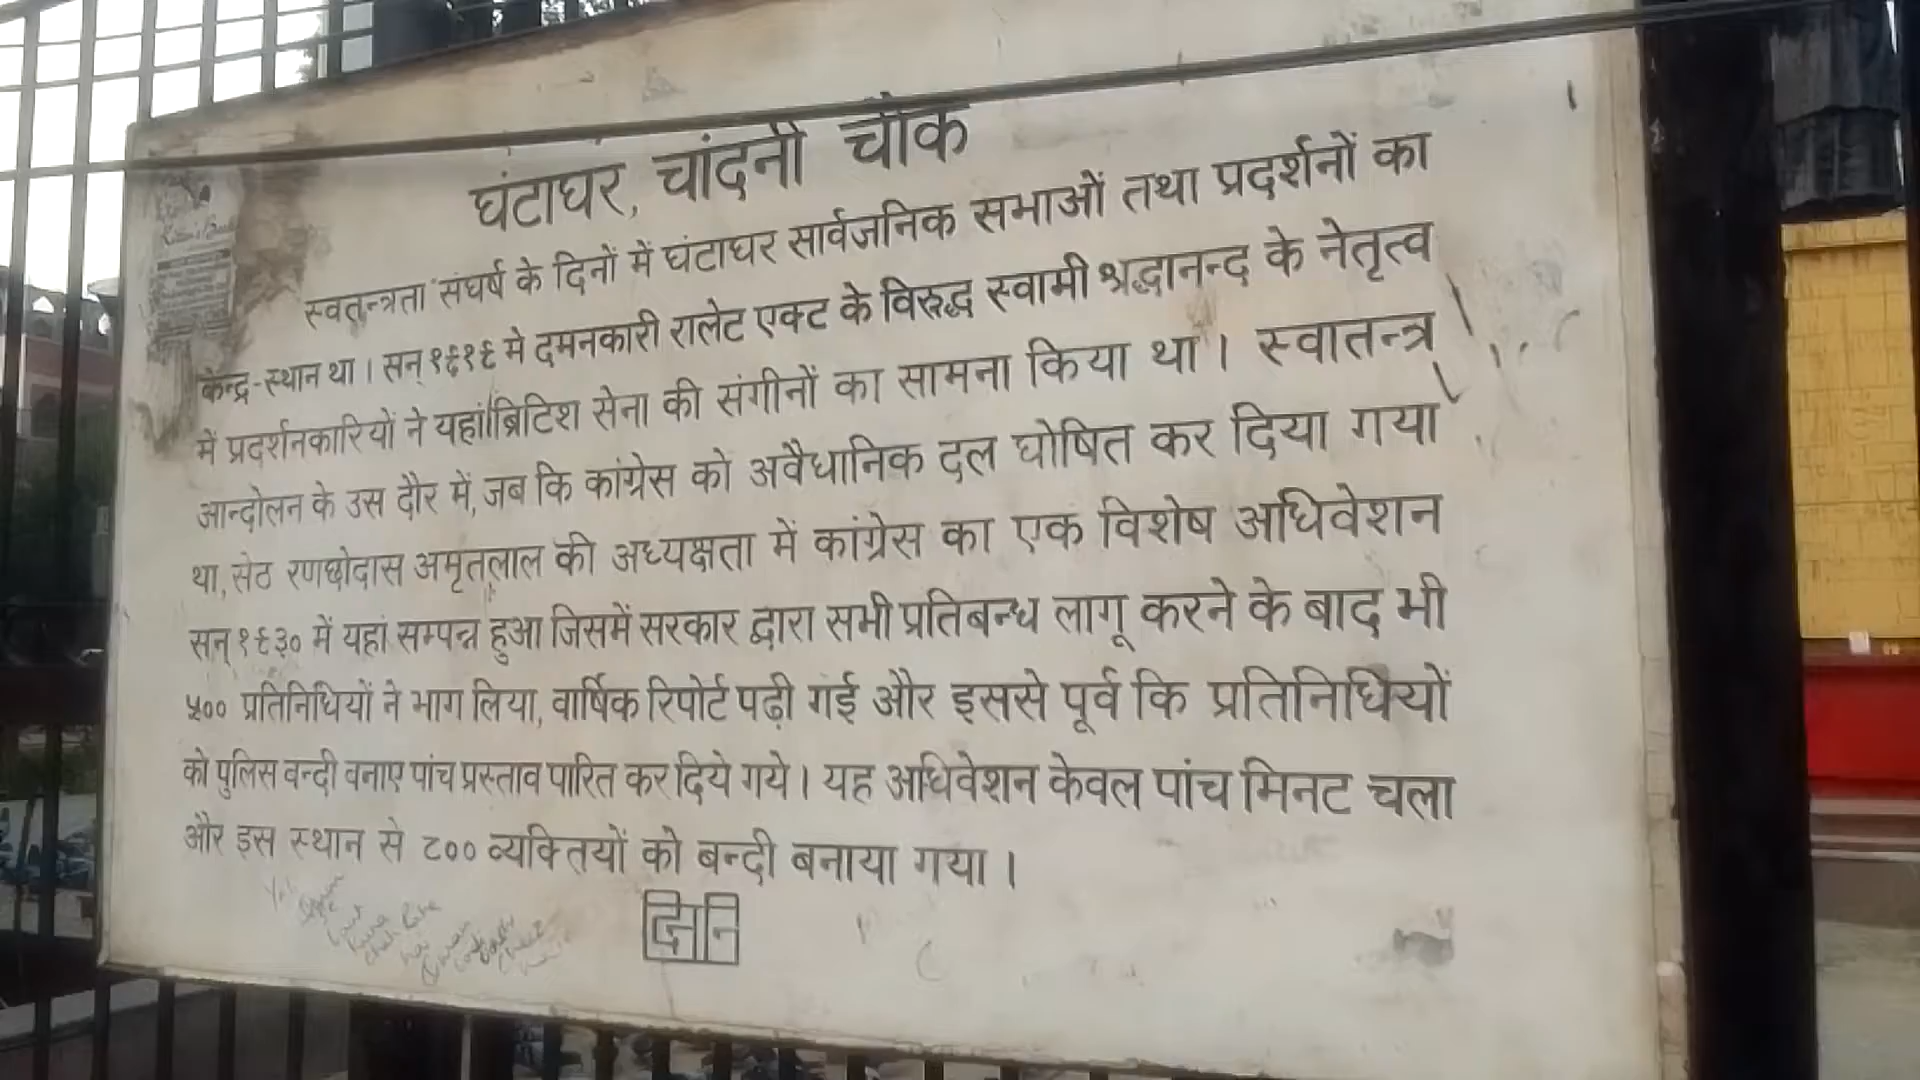 घंटाघर, चांदनी चौक
स्वतन्त्रता संघर्ष के दिनों में घंटाघर सार्वजनिक सभाओं तथा प्रदर्शनों का
केन्द्र-स्थान था। सन् १९१९ मे दमनकारी रालेट एक्ट के विरुद्ध स्वामी श्रद्धानन्द के नेतृत्व
में प्रदर्शनकारियों ने यहां ब्रिटिश सेना की संगीनों का सामना किया था। स्वातन्त्र
आन्दोलन के उस दौर में, जब कि कांग्रेस को अवैधानिक दल घोषित कर दिया गया
था, सेठ रणछोदास अमृतलाल की अध्यक्षता में कांग्रेस का एक विशेष अधिवेशन
सन् १९३० में यहां सम्पन्न हुआ जिसमें सरकार द्वारा सभी प्रतिबन्ध लागू करने के बाद भी
५०० प्रतिनिधियों ने भाग लिया, वार्षिक रिपोर्ट पढ़ी गई और इससे पूर्व कि प्रतिनिधियों
को पुलिस बन्दी बनाए पांच प्रस्ताव पारित कर दिये गये। यह अधिवेशन केवल पांच मिनट चला
और इस स्थान से ८०० व्यक्तियों को बन्दी बनाया गया।
दिननि